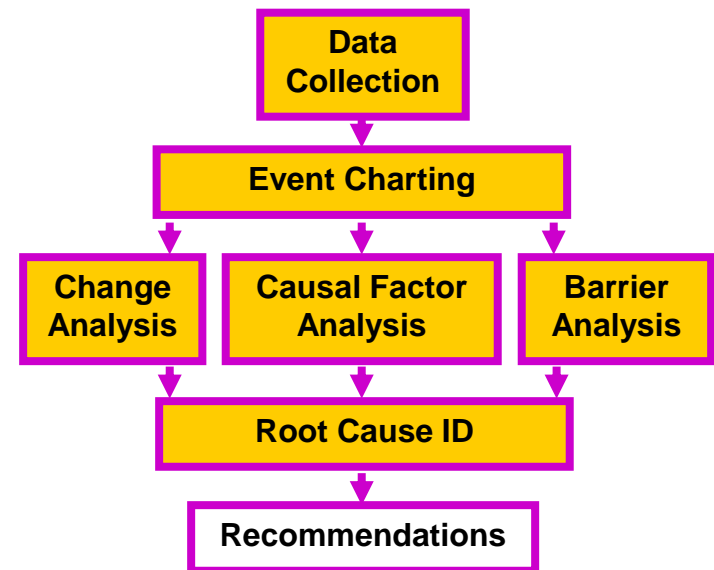 Data
Collection
Event Charting
Change
Analysis
Causal Factor
Analysis
Barrier
Analysis
Root Cause ID
Recommendations